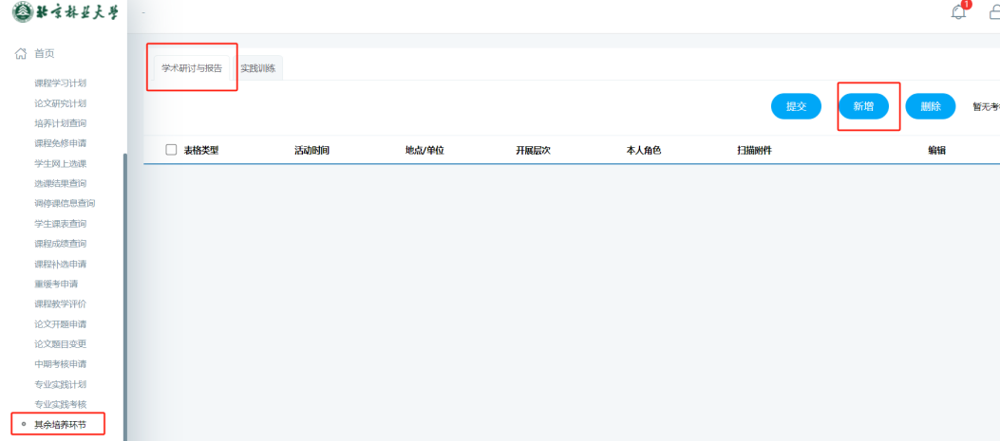 北京林业大学
-
1
首页
课程学习计划
论文研究计划
培养计划查询
课程免修申请
学生网上选课
选课结果查询
调停课信息查询
学生课表查询
课程成绩查询
课程补选申请
重缓考申请
课程教学评价
论文开题申请
论文题目变更
中期考核申请
专业实践计划
专业实践考核
其余培养环节
学术研讨与报告 实践训练
提交 新增 删除 暂无考
表格类型 活动时间 地点/单位 开展层次 本人角色 扫描附件 编辑